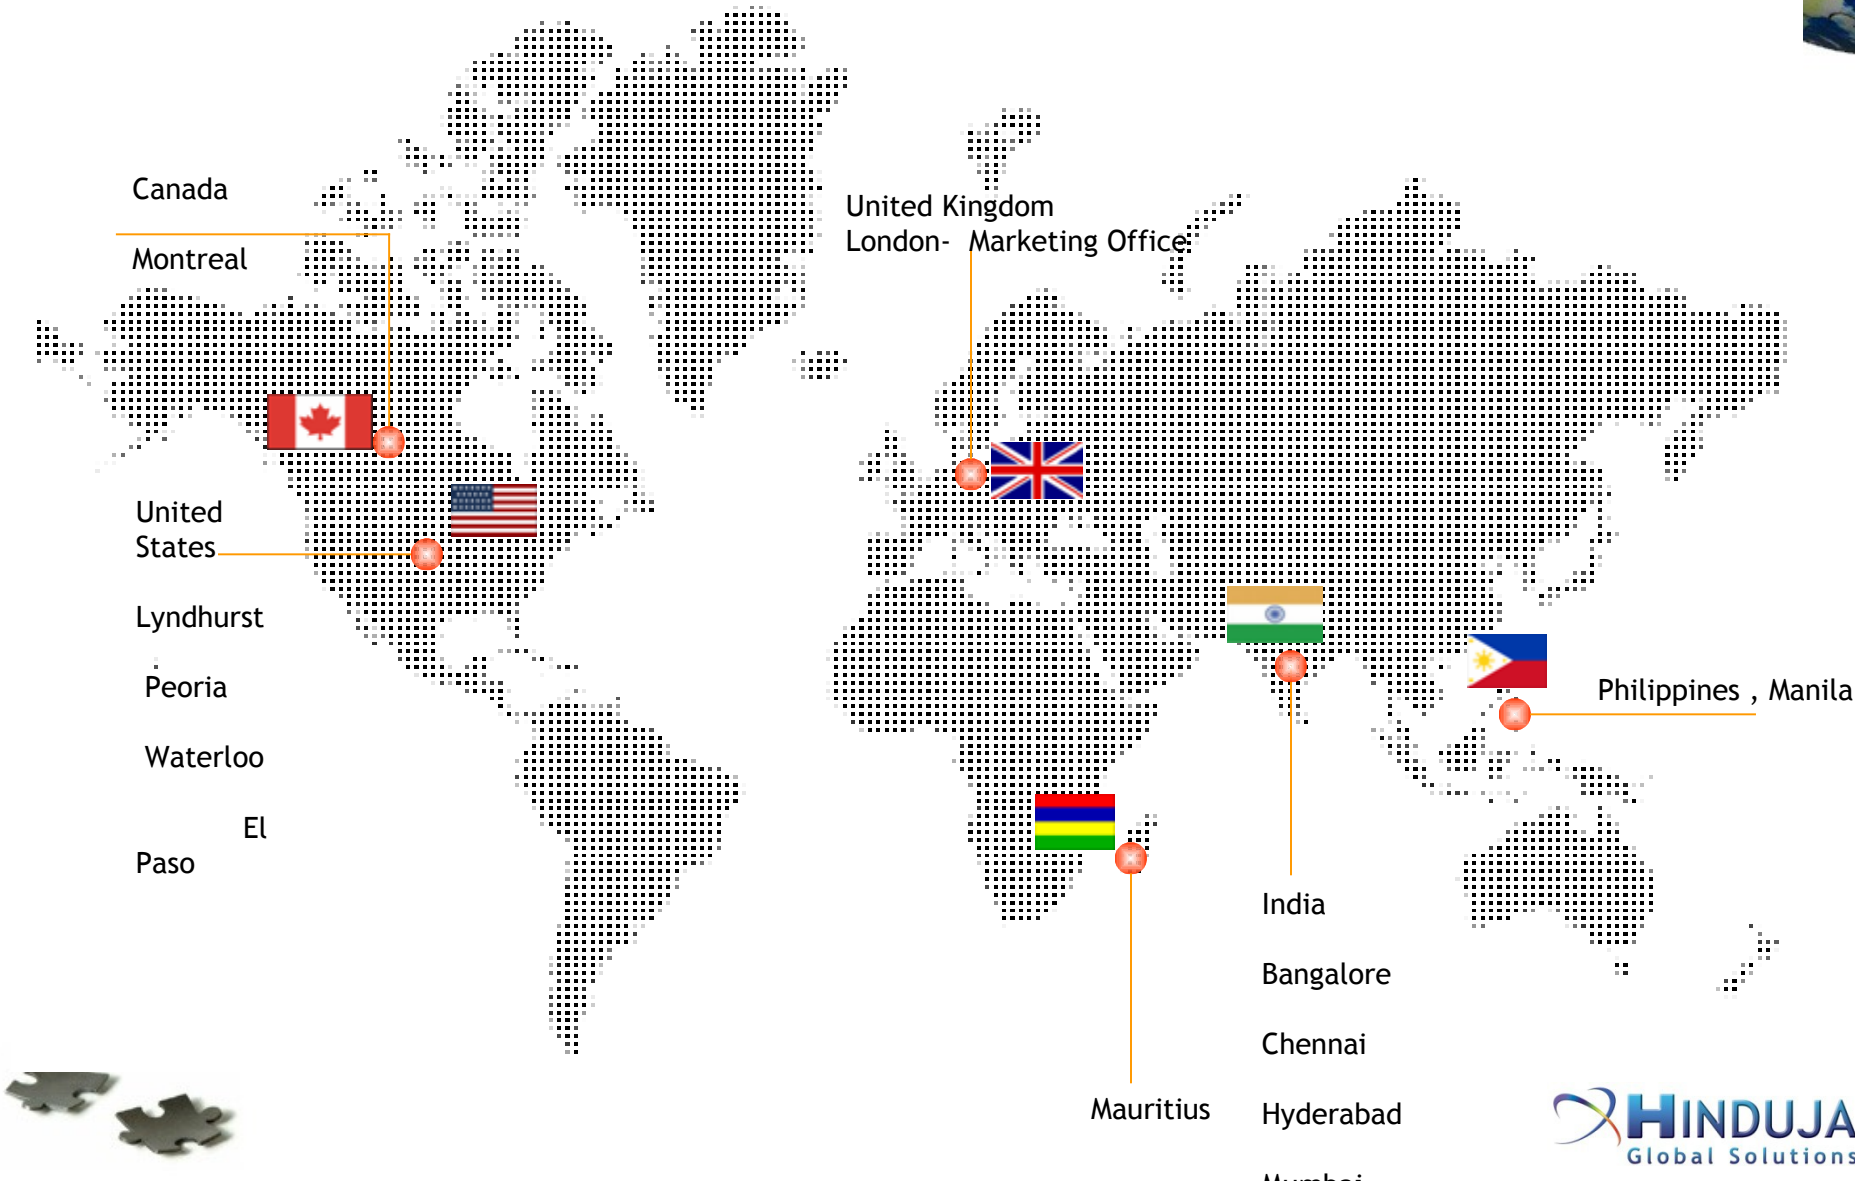 Canada
Montreal
United Kingdom
London- Marketing Office
United
States
Lyndhurst
Peoria
Waterloo
El
Paso
Philippines , Manila
India
Bangalore
Chennai
Hyderabad
Mauritius
HINDUJA
Global Solutions